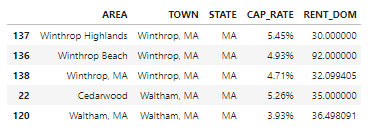 AREA TOWN STATE CAP_RATE RENT_DOM
137 Winthrop Highlands Winthrop, MA MA 5.45% 30.000000
136 Winthrop Beach Winthrop, MA MA 4.93% 92.000000
138 Winthrop, MA Winthrop, MA MA 4.71% 32.099405
22 Cedarwood Waltham, MA MA 5.26% 35.000000
120 Waltham, MA Waltham, MA MA 3.93% 36.498091